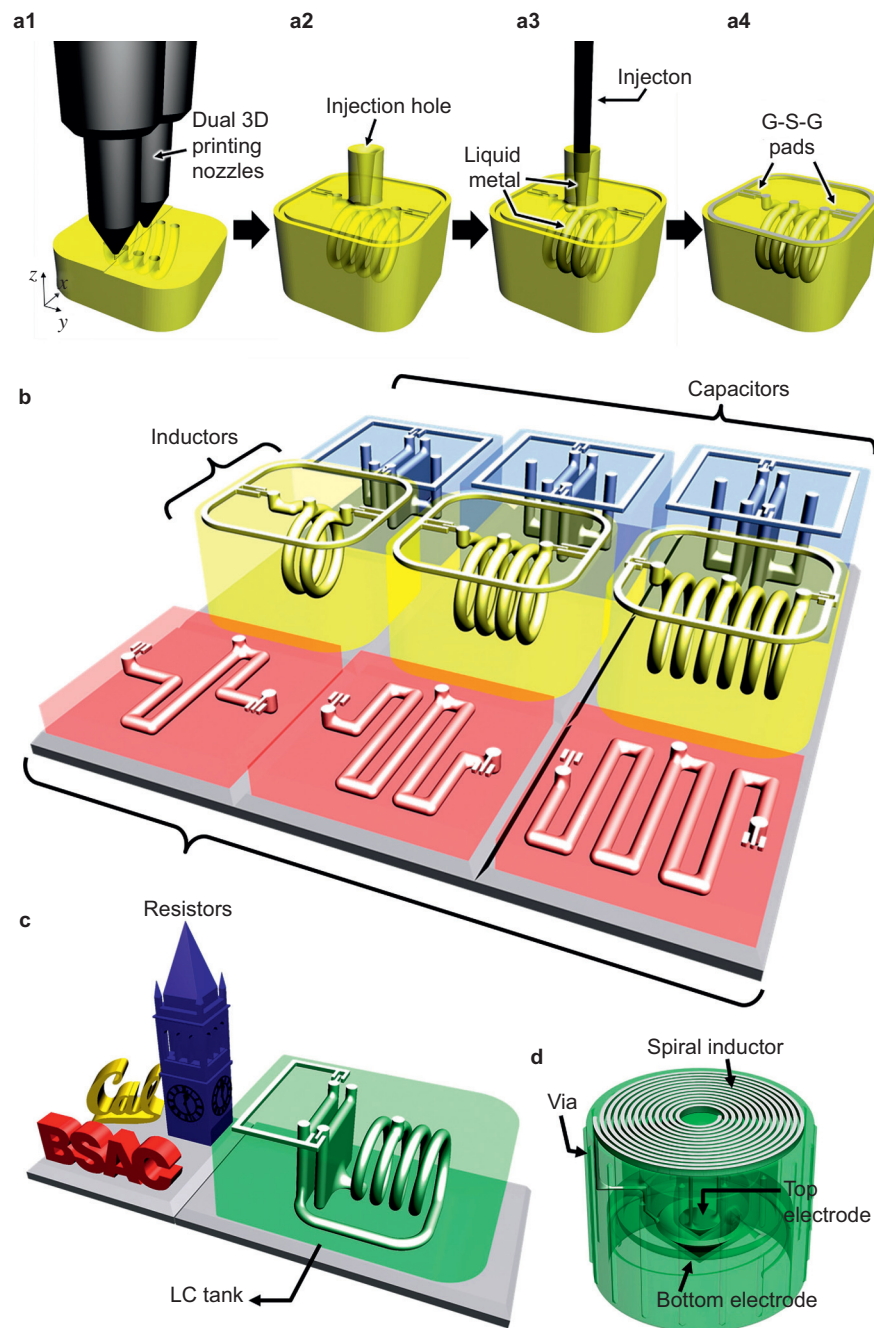 a1
a2
a3
a4
Dual 3D
printing
nozzles
Injection hole
Liquid
metal
Injecton
G-S-G
pads
z
x
y
b
Inductors
Capacitors
Resistors
c
Cal
BSAC
LC tank
d
Spiral inductor
Via
Top
electrode
Bottom electrode